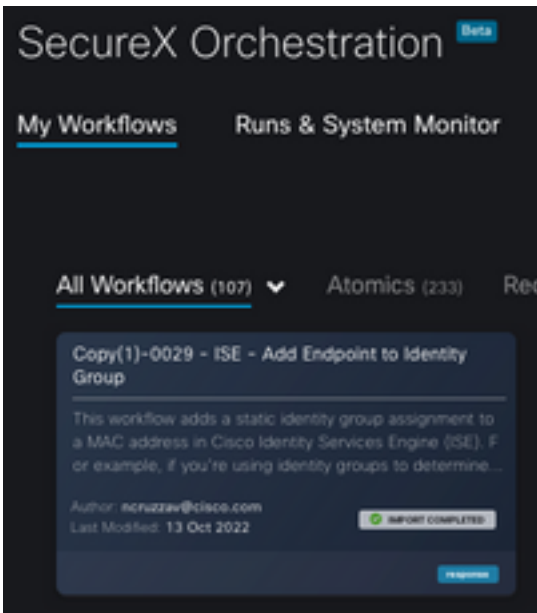 SecureX Orchestration Beta
My Workflows Runs & System Monitor
All Workflows (107) Atomics (233) Rec
Copy(1)-0029 - ISE - Add Endpoint to Identity
Group
This workflow adds a static identity group assignment to
a MAC address in Cisco Identity Services Engine (ISE). F
or example, if you're using identity groups to determine...
Author: ncruzzav@cisco.com
Last Modified: 13 Oct 2022
IMPORT COMPLETED
response